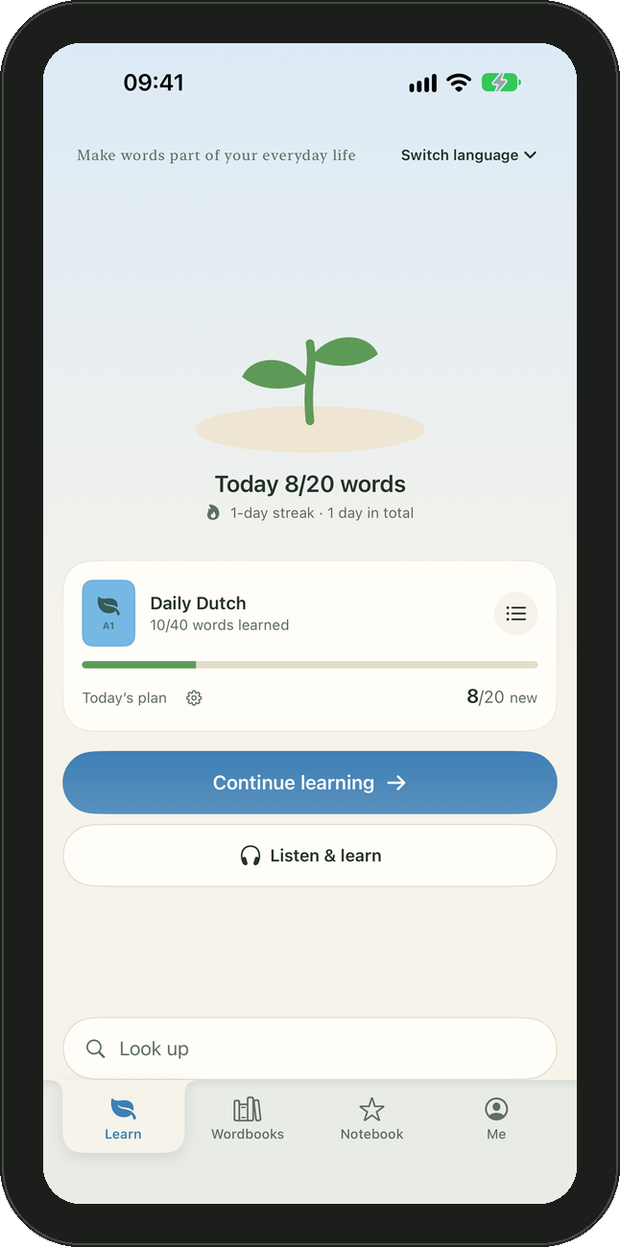 09:41
Make words part of your everyday life
Switch language
Today 8/20 words
1-day streak · 1 day in total
A1
Daily Dutch
10/40 words learned
Today’s plan
8/20 new
Continue learning →
Listen & learn
Look up
Learn
Wordbooks
Notebook
Me